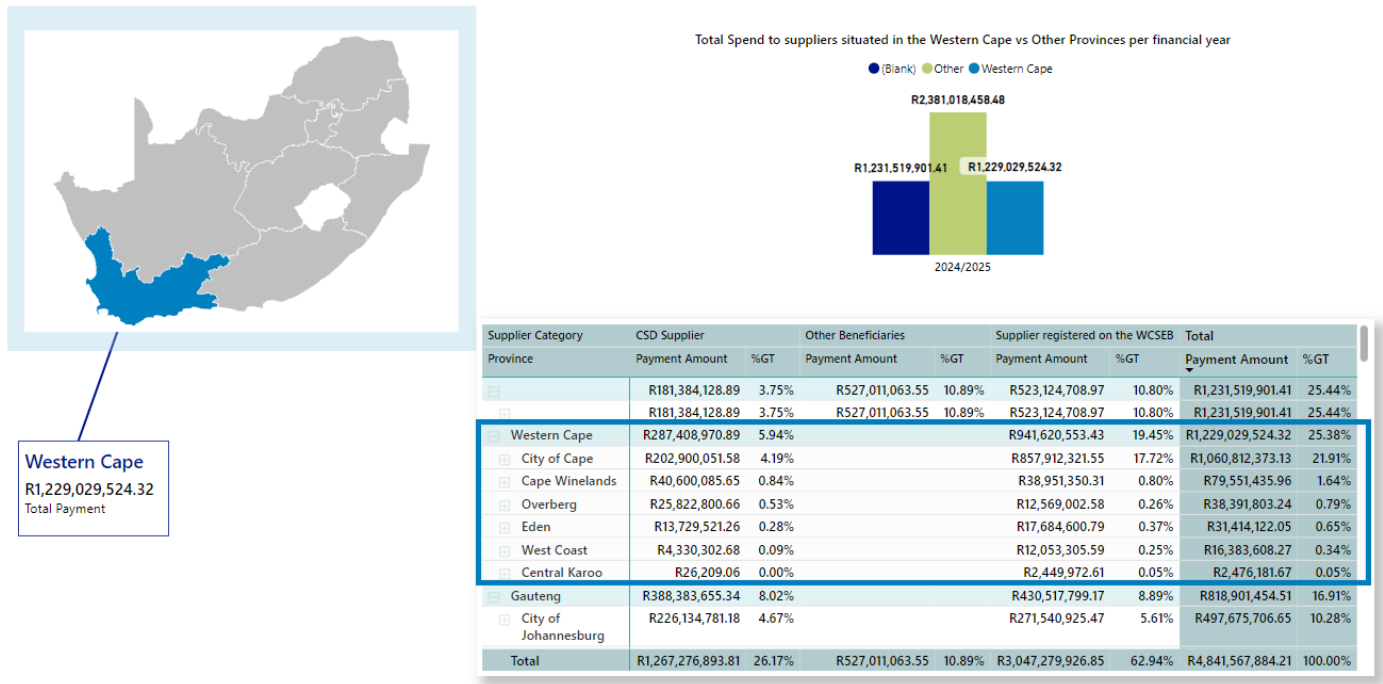 Total Spend to suppliers situated in the Western Cape vs Other Provinces per financial year
(Blank) Other Western Cape
R2,381,018,458.48
R1,231,519,901.41 R1,229,029,524.32
2024/2025
Western Cape
R1,229,029,524.32
Total Payment
Supplier Category CSD Supplier Other Beneficiaries Supplier registered on the WCSEB Total
Province Payment Amount %GT Payment Amount %GT Payment Amount %GT Payment Amount %GT
R181,384,128.89 3.75% R527,011,063.55 10.89% R523,124,708.97 10.80% R1,231,519,901.41 25.44%
R181,384,128.89 3.75% R527,011,063.55 10.89% R523,124,708.97 10.80% R1,231,519,901.41 25.44%
Western Cape R287,408,970.89 5.94% R941,620,553.43 19.45% R1,229,029,524.32 25.38%
City of Cape R202,900,051.58 4.19% R857,912,321.55 17.72% R1,060,812,373.13 21.91%
Cape Winelands R40,600,085.65 0.84% R38,951,350.31 0.80% R79,551,435.96 1.64%
Overberg R25,822,800.66 0.53% R12,569,002.58 0.26% R38,391,803.24 0.79%
Eden R13,729,521.26 0.28% R17,684,600.79 0.37% R31,414,122.05 0.65%
West Coast R4,330,302.68 0.09% R12,053,305.59 0.25% R16,383,608.27 0.34%
Central Karoo R26,209.06 0.00% R2,449,972.61 0.05% R2,476,181.67 0.05%
Gauteng R388,383,655.34 8.02% R430,517,799.17 8.89% R818,901,454.51 16.91%
City of R226,134,781.18 4.67% R271,540,925.47 5.61% R497,675,706.65 10.28%
Johannesburg
Total R1,267,276,893.81 26.17% R527,011,063.55 10.89% R3,047,279,926.85 62.94% R4,841,567,884.21 100.00%